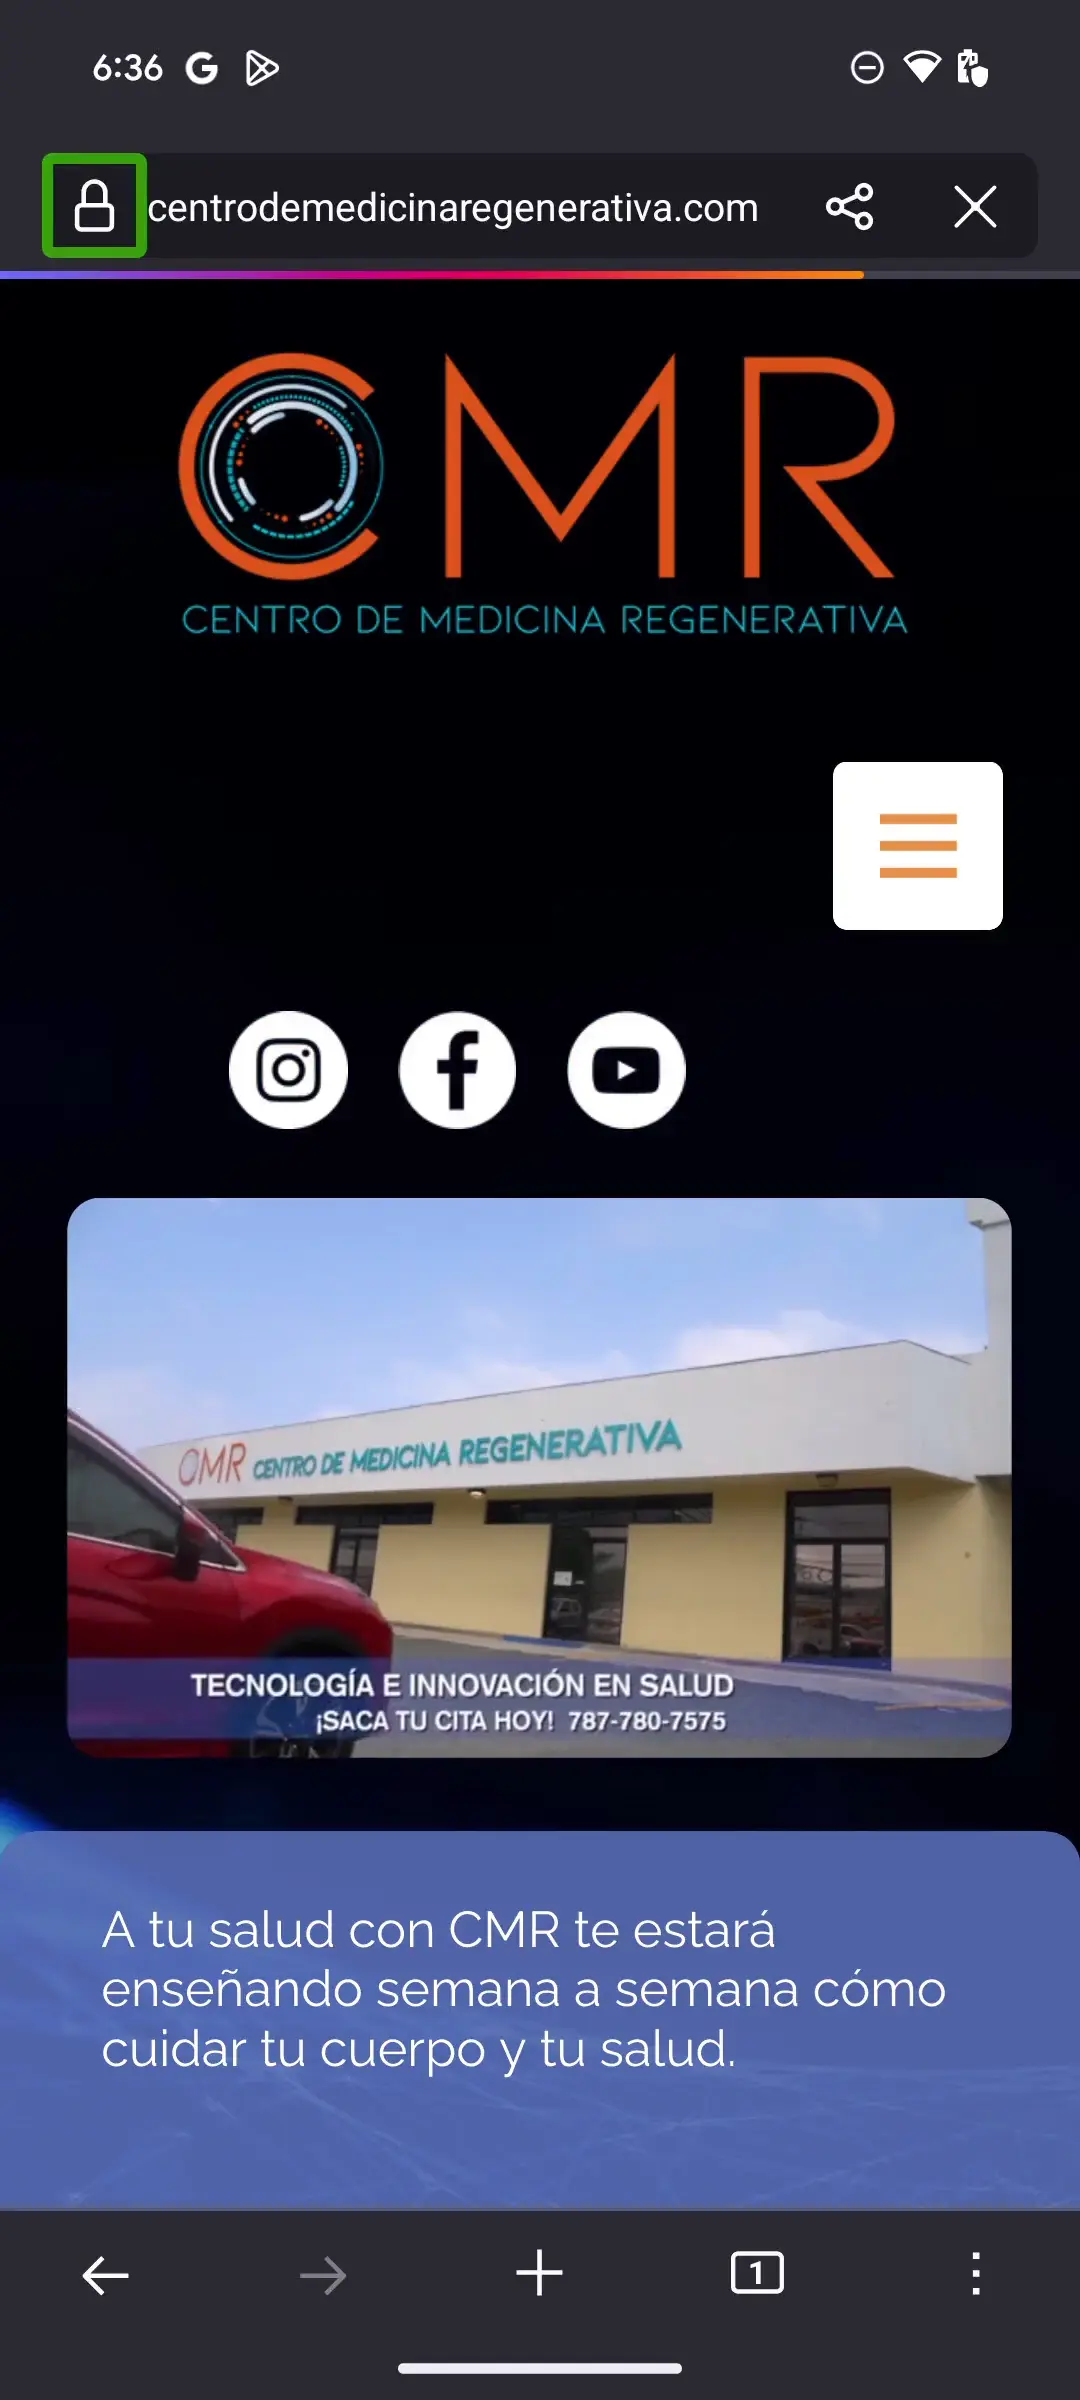 6:36
centrodemedicinaregenerativa.com
CMR
CENTRO DE MEDICINA REGENERATIVA
CMR CENTRO DE MEDICINA REGENERATIVA
TECNOLOGÍA E INNOVACIÓN EN SALUD
¡SACA TU CITA HOY! 787-780-7575
A tu salud con CMR te estará
enseñando semana a semana cómo
cuidar tu cuerpo y tu salud.
1